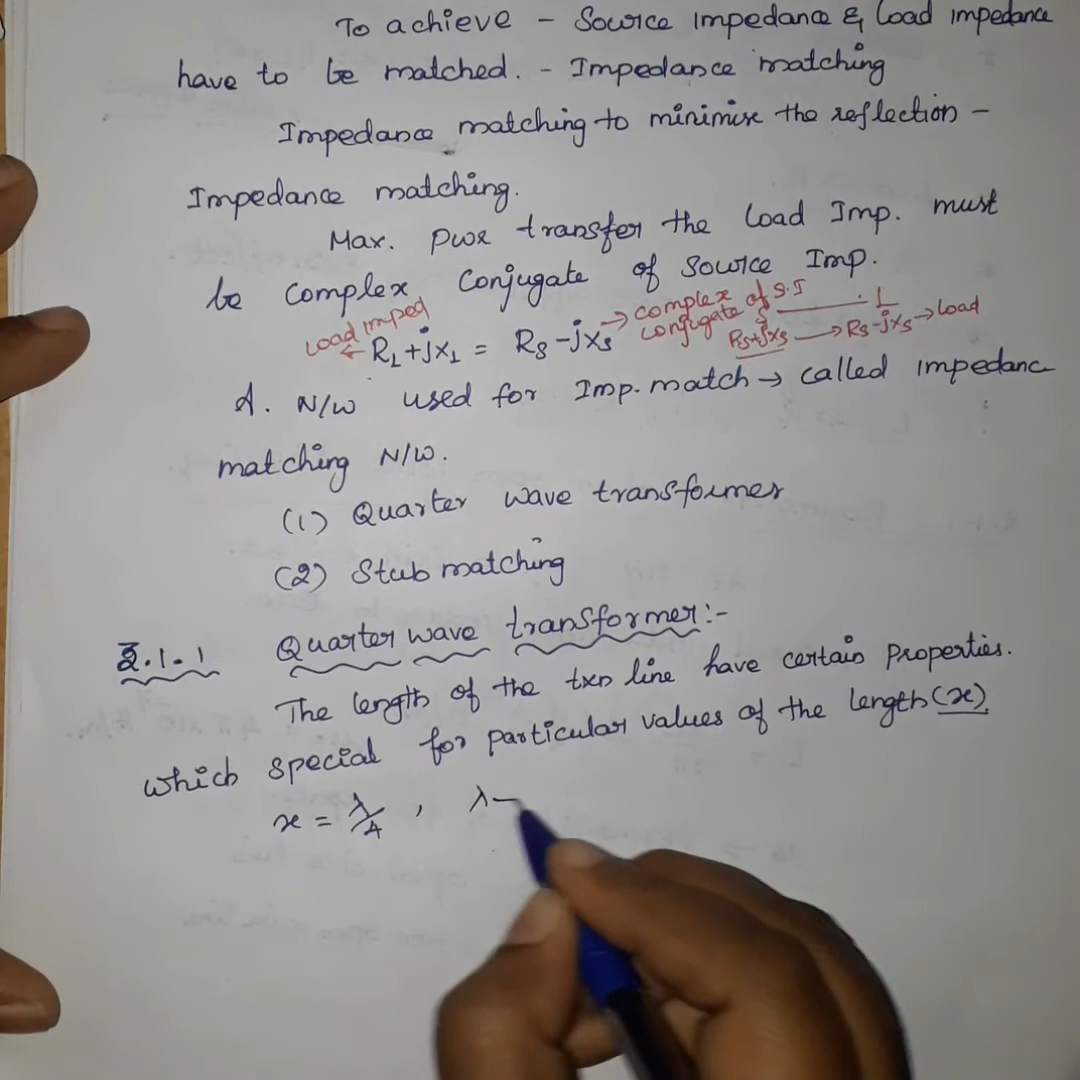 To achieve - Source impedance & load impedance
have to be matched. - Impedance matching
Impedance matching to minimise the reflection -
Impedance matching.
Max. pwr transfer the load Imp. must
be complex conjugate of source Imp.
load imped
→ complex conjugate of S.I
L
← R_L + jX_L = R_S - jX_S
R_S+jX_S → R_S-jX_S → load
A. N/W used for Imp. match → called impedanc
matching N/W.
(1) Quarter wave transformer
(2) Stub matching
2.1.1 Quarter wave transformer:-
The length of the txn line have certain properties.
which special for particular values of the length (x).
x = λ/4 , λ -